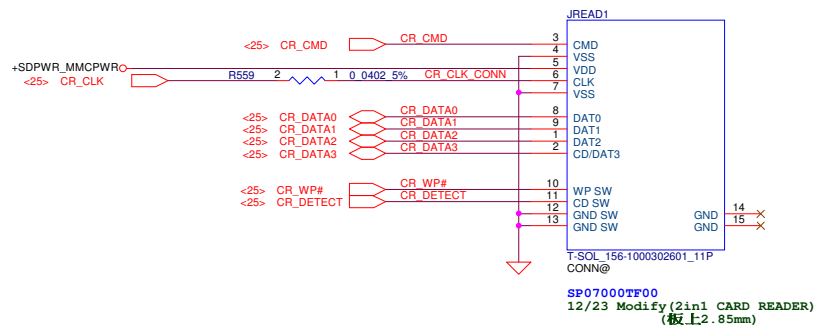 JREAD1
<25> CR_CMD CR_CMD 3 CMD
4 VSS
+SDPWR_MMCPWR 5 VDD
<25> CR_CLK R559 2 1 0_0402_5% CR_CLK_CONN 6 CLK
7 VSS
<25> CR_DATA0 CR_DATA0 8 DAT0
<25> CR_DATA1 CR_DATA1 9 DAT1
<25> CR_DATA2 CR_DATA2 1 DAT2
<25> CR_DATA3 CR_DATA3 2 CD/DAT3
<25> CR_WP# CR_WP# 10 WP SW
<25> CR_DETECT CR_DETECT 11 CD SW
12 GND SW GND 14
13 GND SW GND 15
T-SOL_156-1000302601_11P
CONN@
SP07000TF00
12/23 Modify(2in1 CARD READER)
(板上2.85mm)